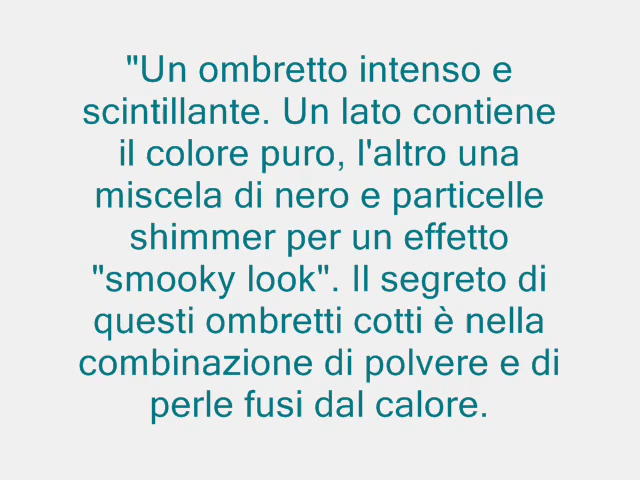 "Un ombretto intenso e
scintillante. Un lato contiene
il colore puro, l'altro una
miscela di nero e particelle
shimmer per un effetto
"smooky look". Il segreto di
questi ombretti cotti è nella
combinazione di polvere e di
perle fusi dal calore.